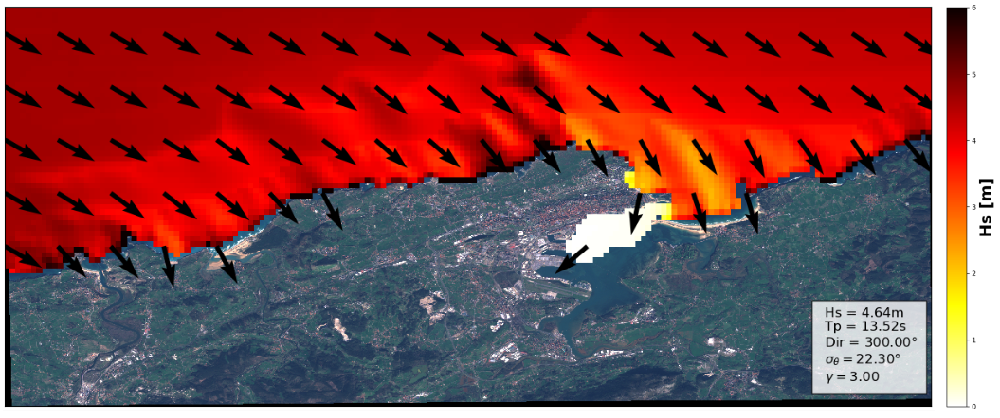 6
5
4
3
2
1
0
Hs [m]
Hs = 4.64m
Tp = 13.52s
Dir = 300.00°
σθ = 22.30°
γ = 3.00